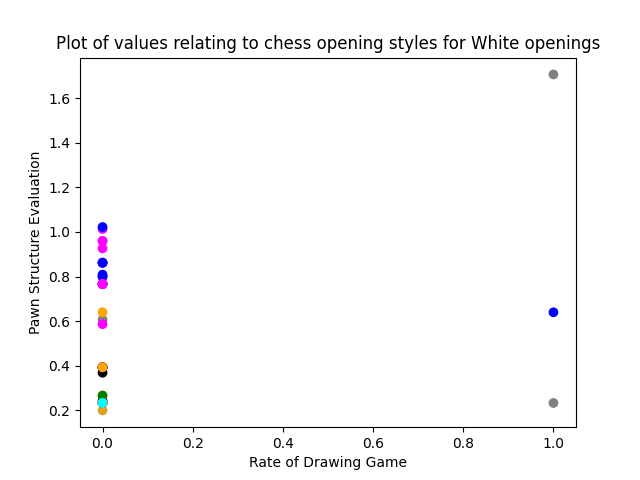 Plot of values relating to chess opening styles for White openings
Pawn Structure Evaluation
1.6
1.4
1.2
1.0
0.8
0.6
0.4
0.2
0.0 0.2 0.4 0.6 0.8 1.0
Rate of Drawing Game